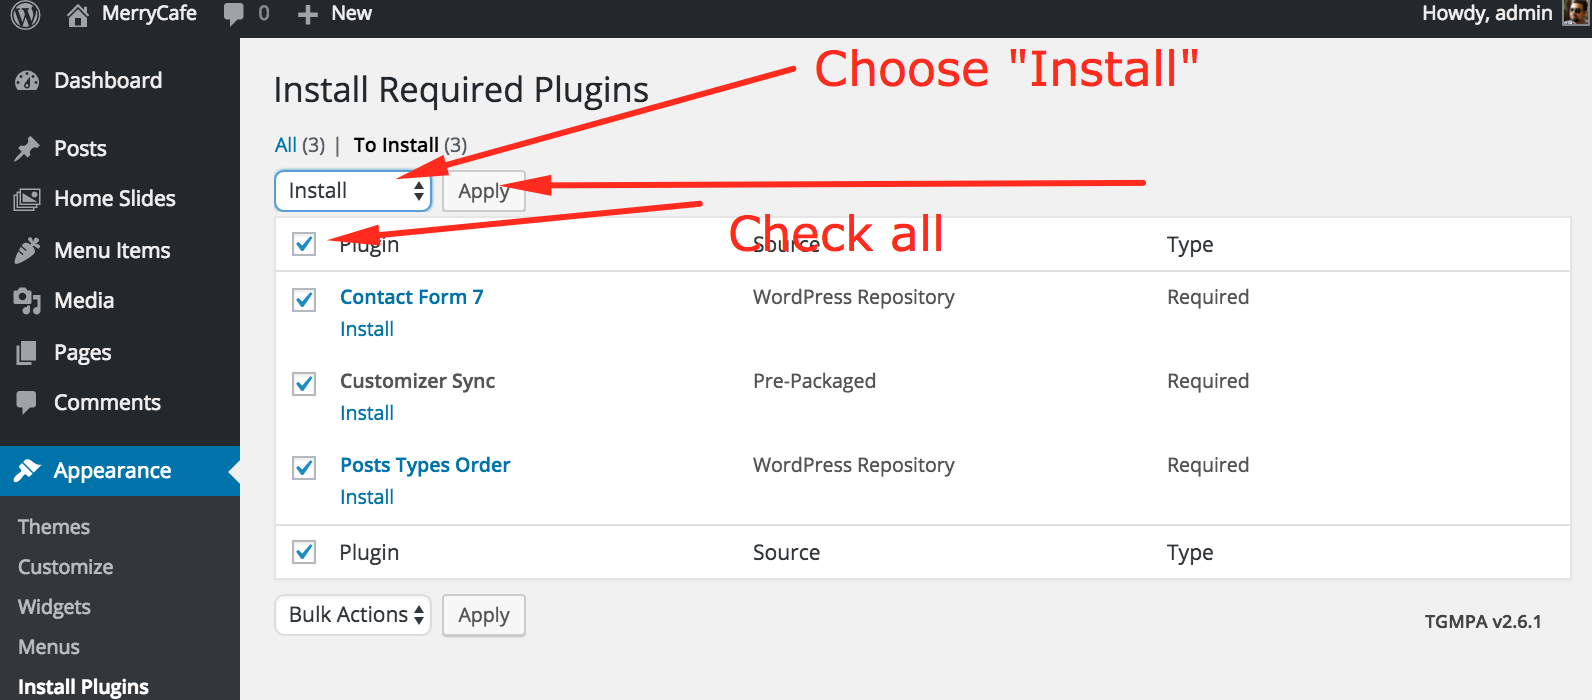 MerryCafe 0 New Howdy, admin
Dashboard
Posts
Home Slides
Menu Items
Media
Pages
Comments
Appearance
Themes
Customize
Widgets
Menus
Install Plugins
Choose "Install"
Install Required Plugins
All (3) | To Install (3)
Install Apply
Check all
Plugin Source Type
Contact Form 7 WordPress Repository Required
Install
Customizer Sync Pre-Packaged Required
Install
Posts Types Order WordPress Repository Required
Install
Plugin Source Type
Bulk Actions Apply
TGMPA v2.6.1